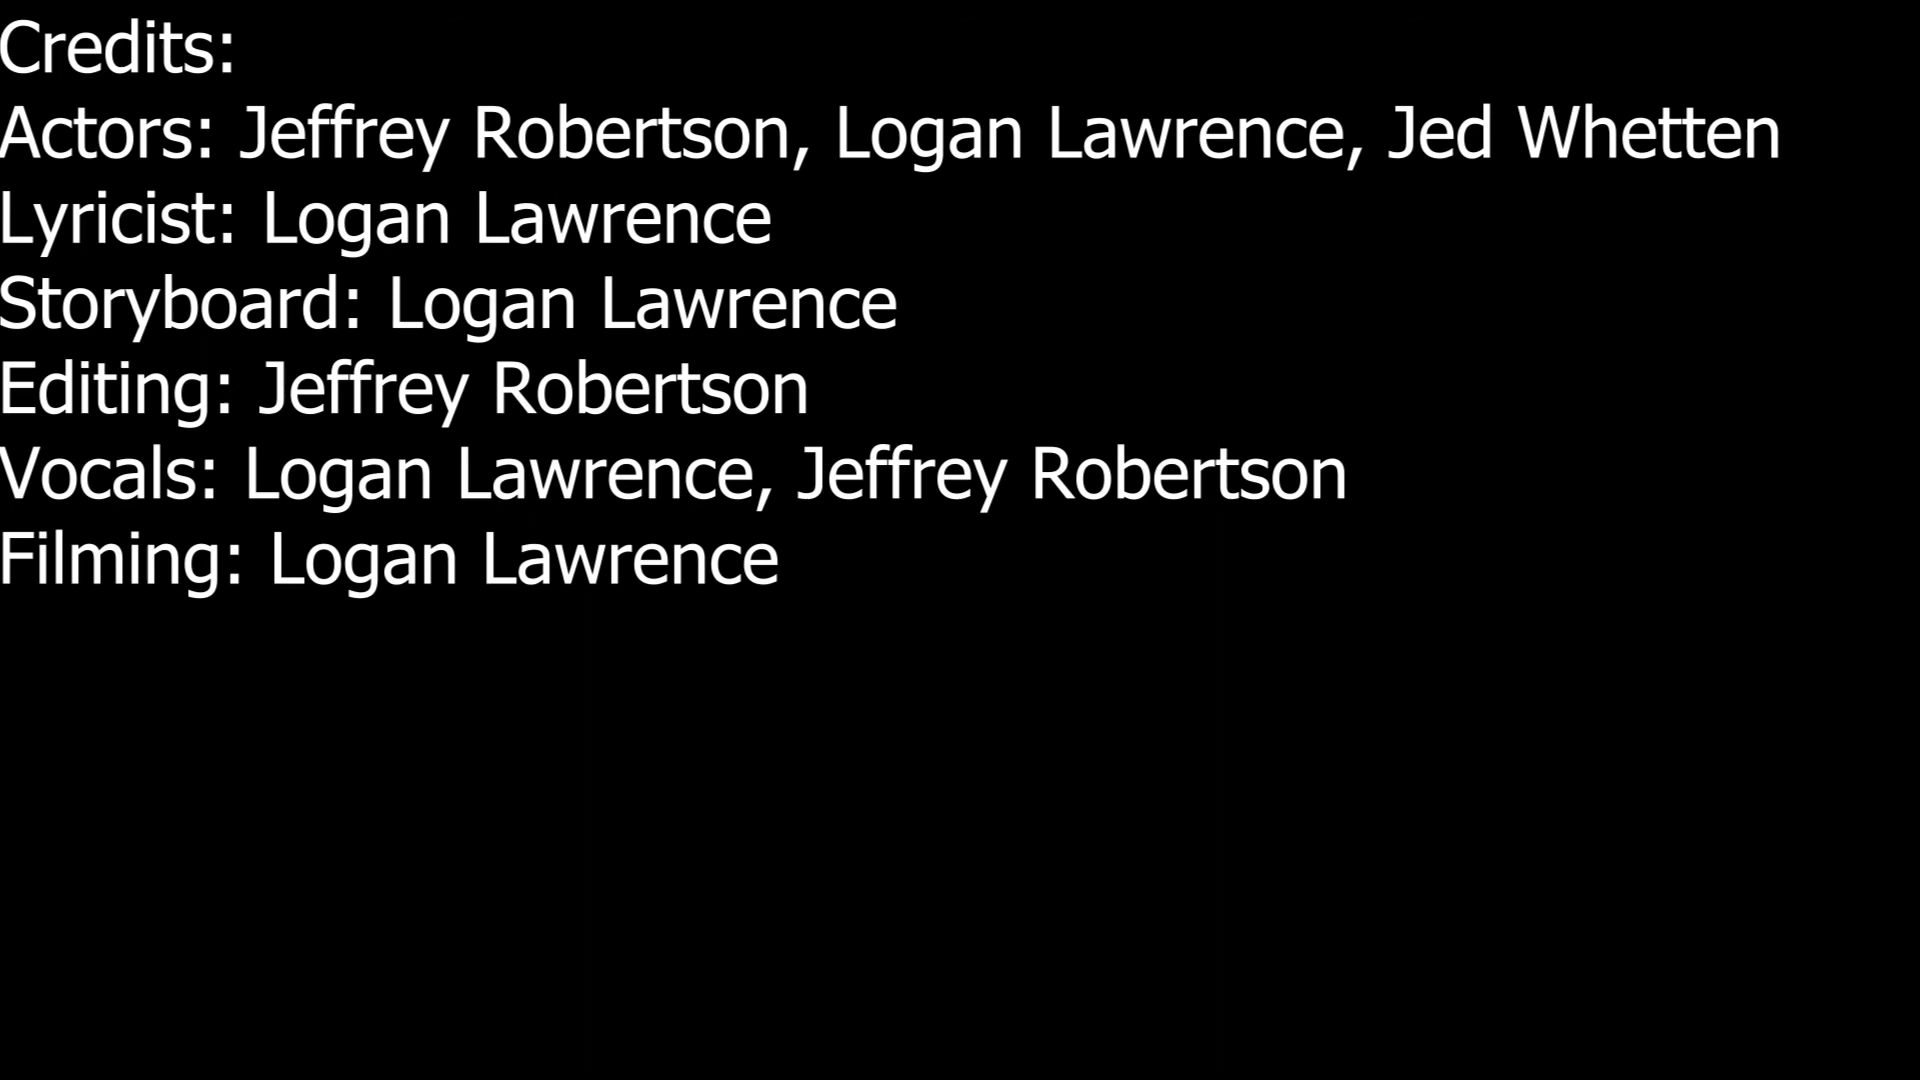 Credits:
Actors: Jeffrey Robertson, Logan Lawrence, Jed Whetten
Lyricist: Logan Lawrence
Storyboard: Logan Lawrence
Editing: Jeffrey Robertson
Vocals: Logan Lawrence, Jeffrey Robertson
Filming: Logan Lawrence